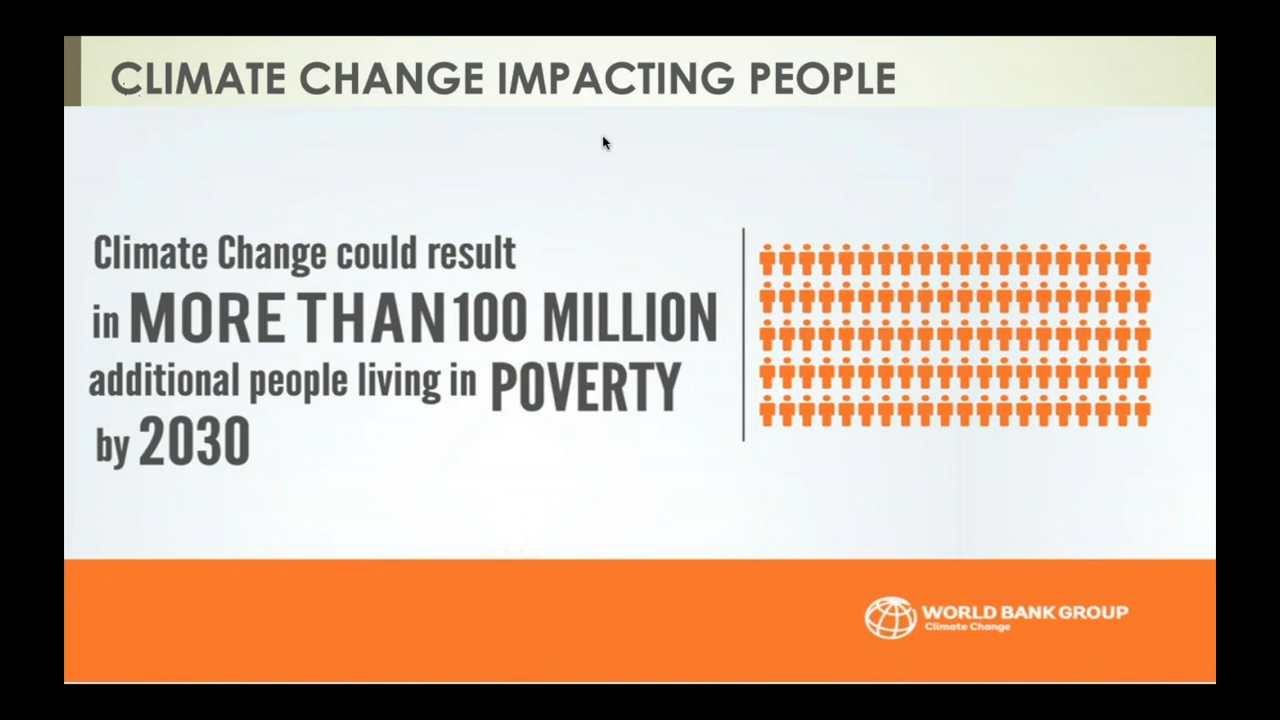 CLIMATE CHANGE IMPACTING PEOPLE
Climate Change could result
in MORE THAN 100 MILLION
additional people living in POVERTY
by 2030
WORLD BANK GROUP
Climate Change